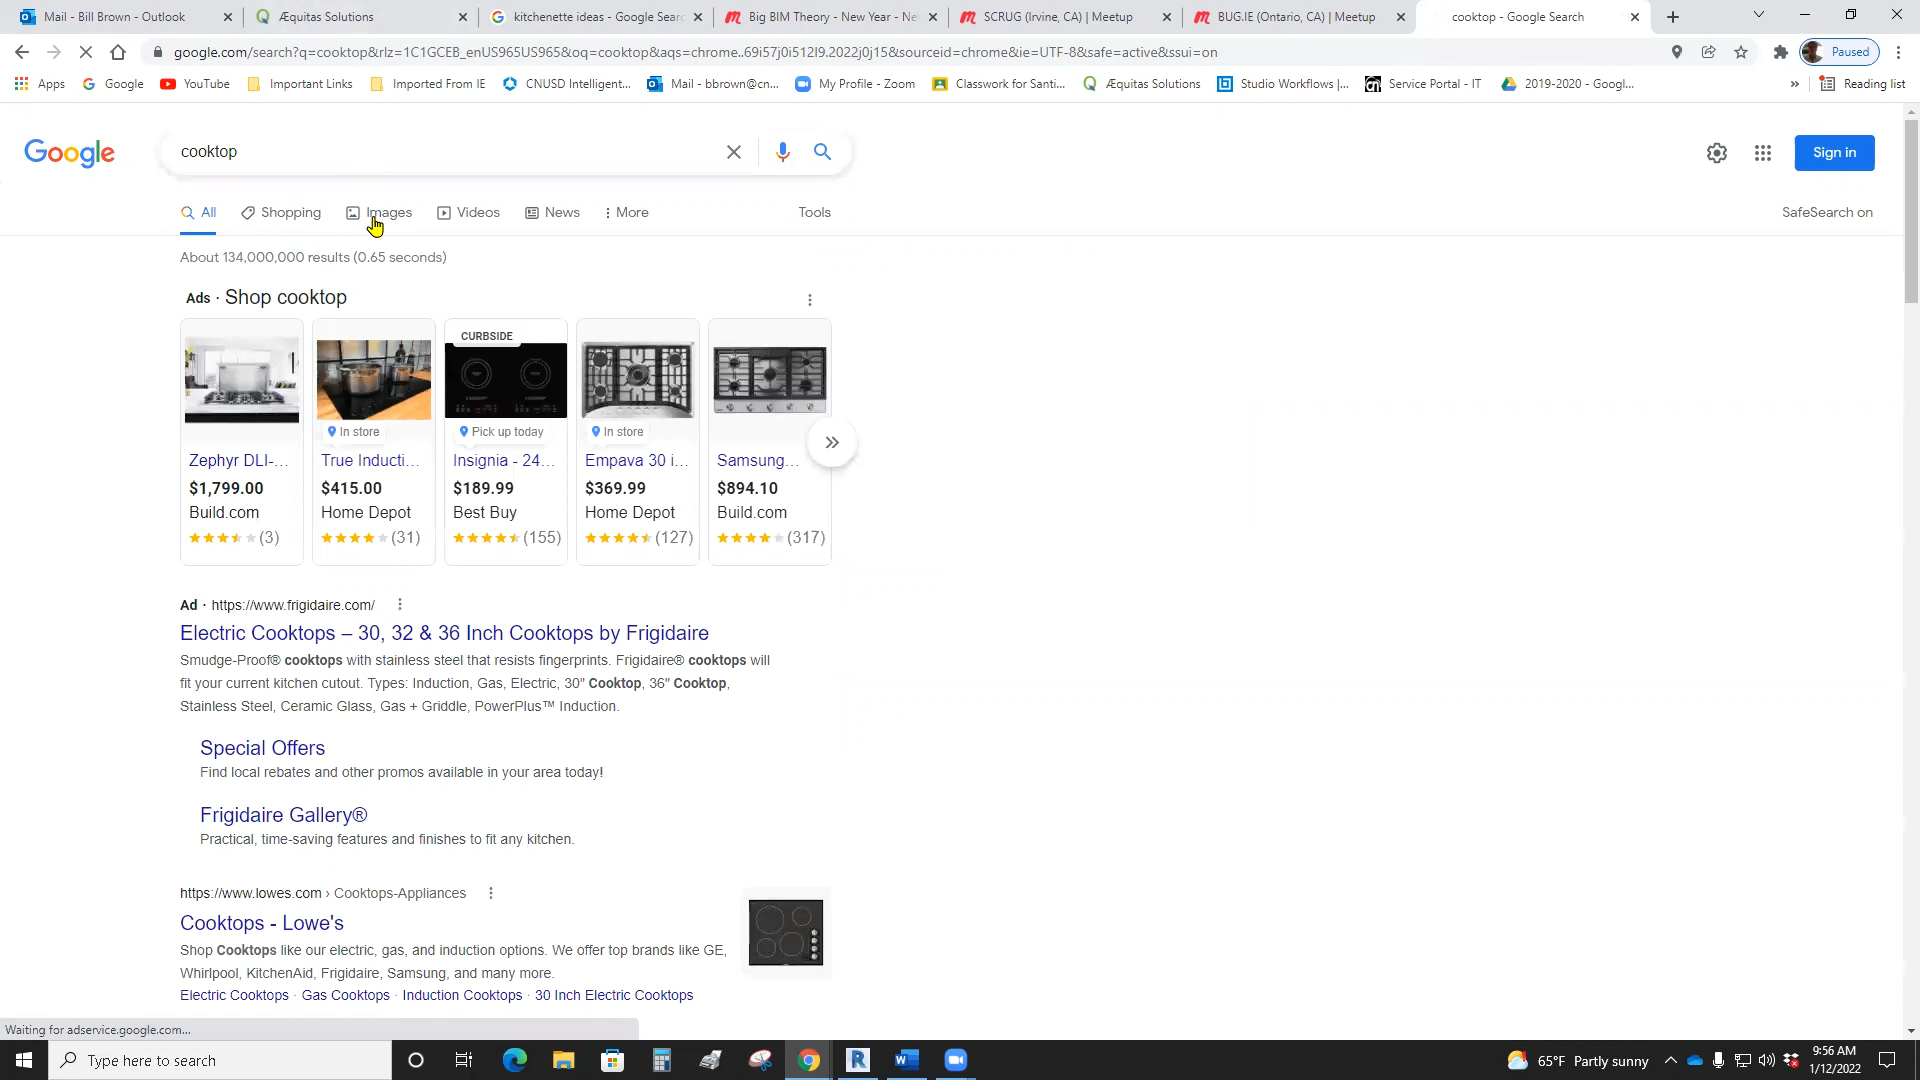 Mail - Bill Brown - Outlook
Æquitas Solutions
kitchenette ideas - Google Searc
Big BIM Theory - New Year - Ne
SCRUG (Irvine, CA) | Meetup
BUG.IE (Ontario, CA) | Meetup
cooktop - Google Search
google.com/search?q=cooktop&rlz=1C1GCEB_enUS965US965&oq=cooktop&aqs=chrome..69i57j0i512l9.2022j0j15&sourceid=chrome&ie=UTF-8&safe=active&ssui=on
Paused
Apps
Google
YouTube
Important Links
Imported From IE
CNUSD Intelligent...
Mail - bbrown@cn...
My Profile - Zoom
Classwork for Santi...
Æquitas Solutions
Studio Workflows |...
Service Portal - IT
2019-2020 - Googl...
»
Reading list
Google
cooktop
Sign in
All
Shopping
Images
Videos
News
More
Tools
SafeSearch on
About 134,000,000 results (0.65 seconds)
Ads · Shop cooktop
CURBSIDE
In store
Pick up today
In store
Zephyr DLI-...
True Inducti...
Insignia - 24...
Empava 30 i...
Samsung...
$1,799.00
$415.00
$189.99
$369.99
$894.10
Build.com
Home Depot
Best Buy
Home Depot
Build.com
(3)
(31)
(155)
(127)
(317)
Ad · https://www.frigidaire.com/
Electric Cooktops – 30, 32 & 36 Inch Cooktops by Frigidaire
Smudge-Proof® cooktops with stainless steel that resists fingerprints. Frigidaire® cooktops will
fit your current kitchen cutout. Types: Induction, Gas, Electric, 30" Cooktop, 36" Cooktop,
Stainless Steel, Ceramic Glass, Gas + Griddle, PowerPlus™ Induction.
Special Offers
Find local rebates and other promos available in your area today!
Frigidaire Gallery®
Practical, time-saving features and finishes to fit any kitchen.
https://www.lowes.com › Cooktops-Appliances
Cooktops - Lowe's
Shop Cooktops like our electric, gas, and induction options. We offer top brands like GE,
Whirlpool, KitchenAid, Frigidaire, Samsung, and many more.
Electric Cooktops · Gas Cooktops · Induction Cooktops · 30 Inch Electric Cooktops
Waiting for adservice.google.com...
Type here to search
65°F Partly sunny
9:56 AM
1/12/2022